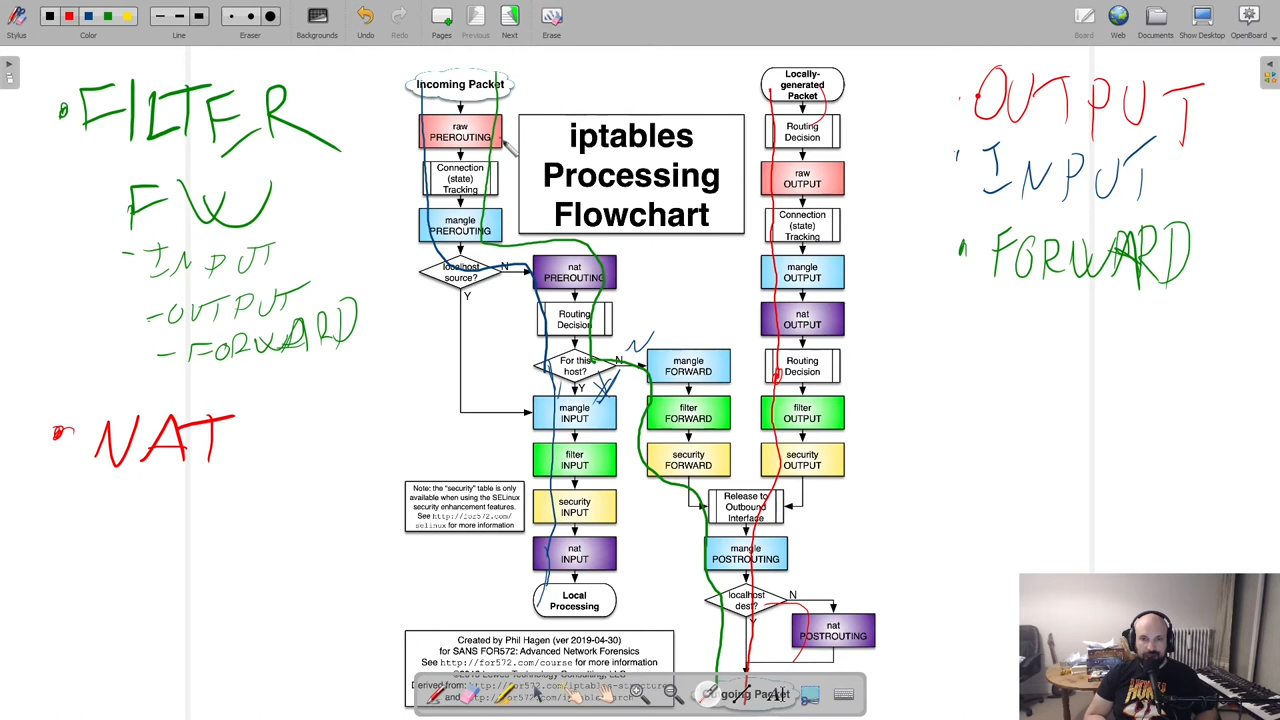 Stylus
Color
Line
Eraser
Backgrounds
Undo
Redo
Pages
Previous
Next
Erase
Board
Web
Documents
Show Desktop
OpenBoard
FILTER
FW
- INPUT
- OUTPUT
- FORWARD
NAT
Incoming Packet
raw
PREROUTING
Connection
(state)
Tracking
mangle
PREROUTING
localhost
source?
N
Y
nat
PREROUTING
Routing
Decision
For this
host?
N
N
Y
mangle
INPUT
filter
INPUT
security
INPUT
nat
INPUT
Local
Processing
iptables
Processing
Flowchart
mangle
FORWARD
filter
FORWARD
security
FORWARD
Locally-
generated
Packet
Routing
Decision
raw
OUTPUT
Connection
(state)
Tracking
mangle
OUTPUT
nat
OUTPUT
Routing
Decision
filter
OUTPUT
security
OUTPUT
Release to
Outbound
Interface
mangle
POSTROUTING
localhost
dest?
N
Y
nat
POSTROUTING
Packet
Note: the "security" table is only
available when using the SELinux
security enhancement features.
See http://for572.com/
selinux for more information
Created by Phil Hagen (ver 2019-04-30)
for SANS FOR572: Advanced Network Forensics
See http://for572.com/course for more information
OUTPUT
INPUT
FORWARD